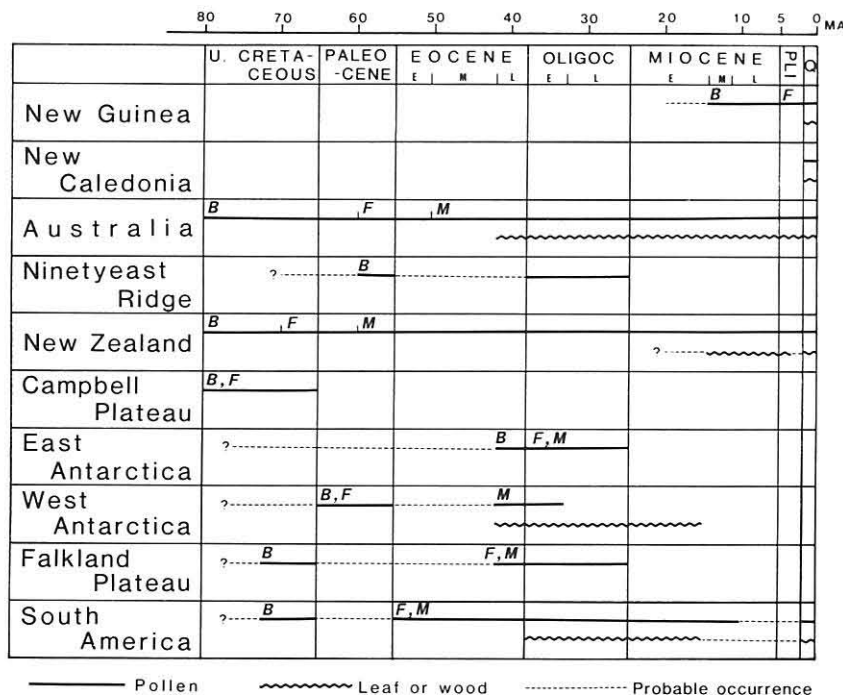 80 70 60 50 40 30 20 10 5 0 MA
U. CRETA-CEOUS PALEO-CENE EOCENE OLIGOC MIOCENE PLI Q
E M L E L E M L
New Guinea B F
New Caledonia
Australia B F M
Ninetyeast Ridge ? B
New Zealand B F M ?
Campbell Plateau B, F
East Antarctica ? B F, M
West Antarctica ? B, F M
Falkland Plateau ? B F, M
South America ? B F, M
Pollen Leaf or wood Probable occurrence